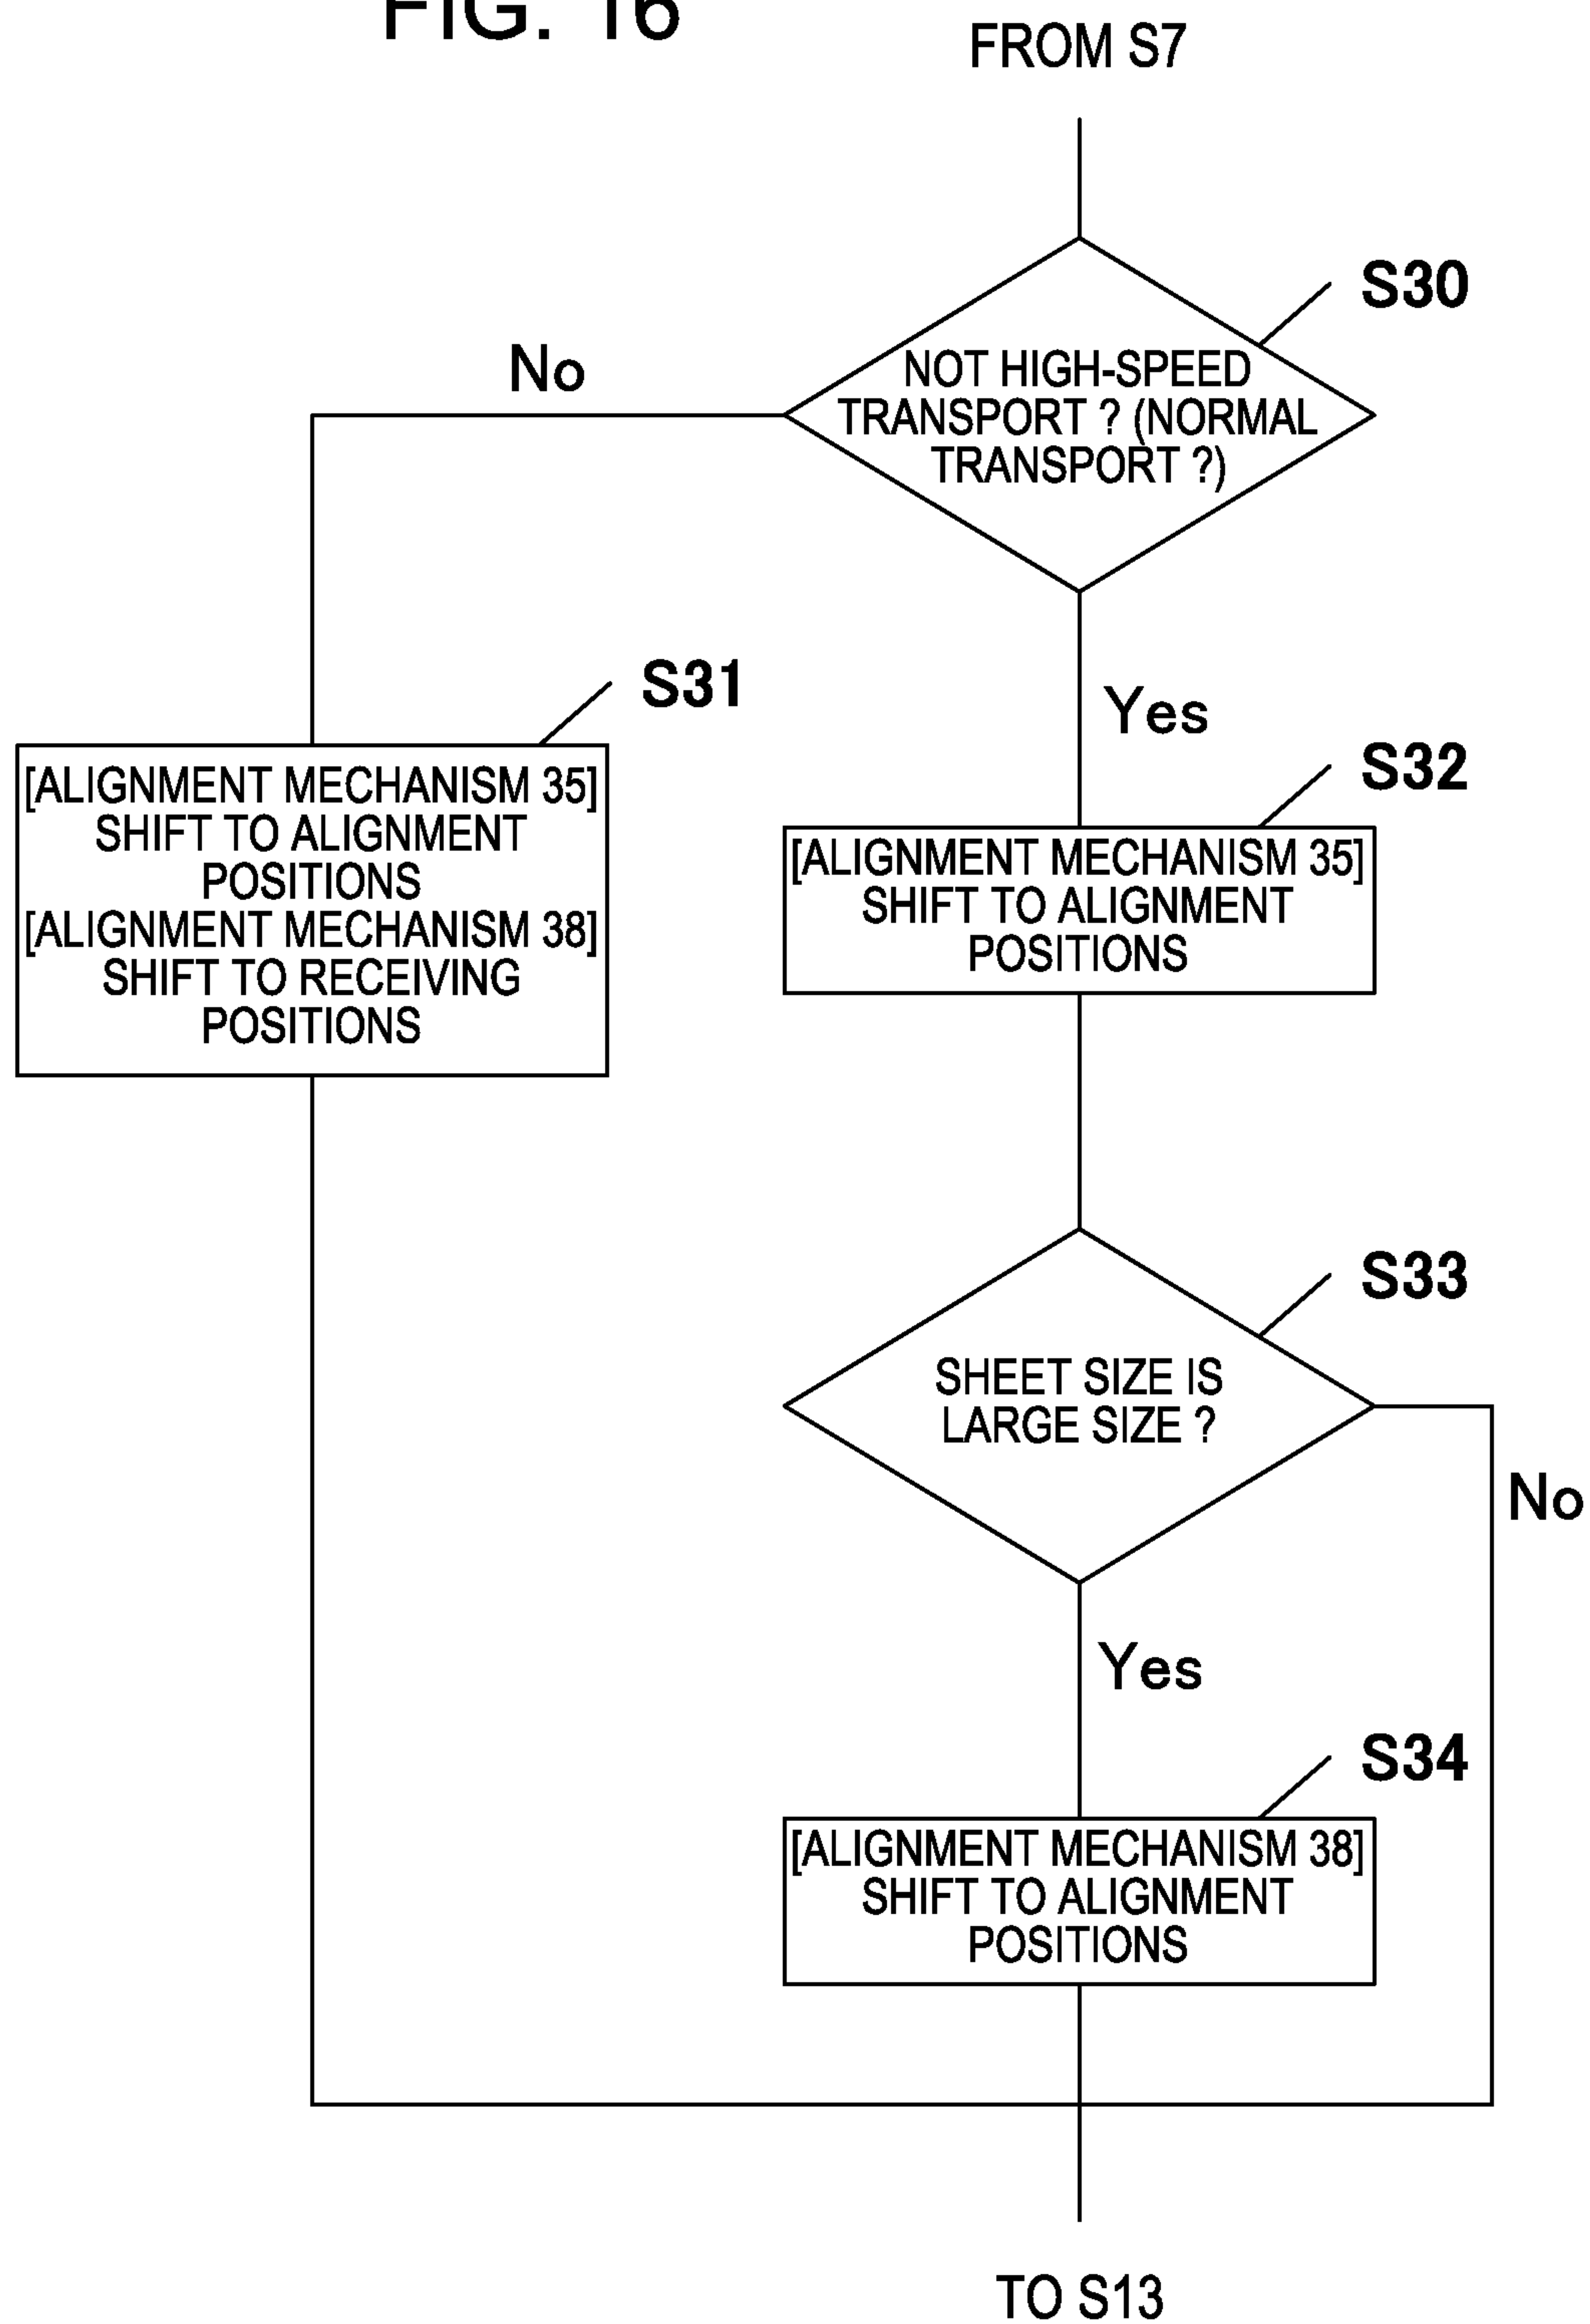 FIG. 16
FROM S7
S30
NOT HIGH-SPEED
TRANSPORT ? (NORMAL
TRANSPORT ?)
No
Yes
S31
[ALIGNMENT MECHANISM 35]
SHIFT TO ALIGNMENT
POSITIONS
[ALIGNMENT MECHANISM 38]
SHIFT TO RECEIVING
POSITIONS
S32
[ALIGNMENT MECHANISM 35]
SHIFT TO ALIGNMENT
POSITIONS
S33
SHEET SIZE IS
LARGE SIZE ?
No
Yes
S34
[ALIGNMENT MECHANISM 38]
SHIFT TO ALIGNMENT
POSITIONS
TO S13